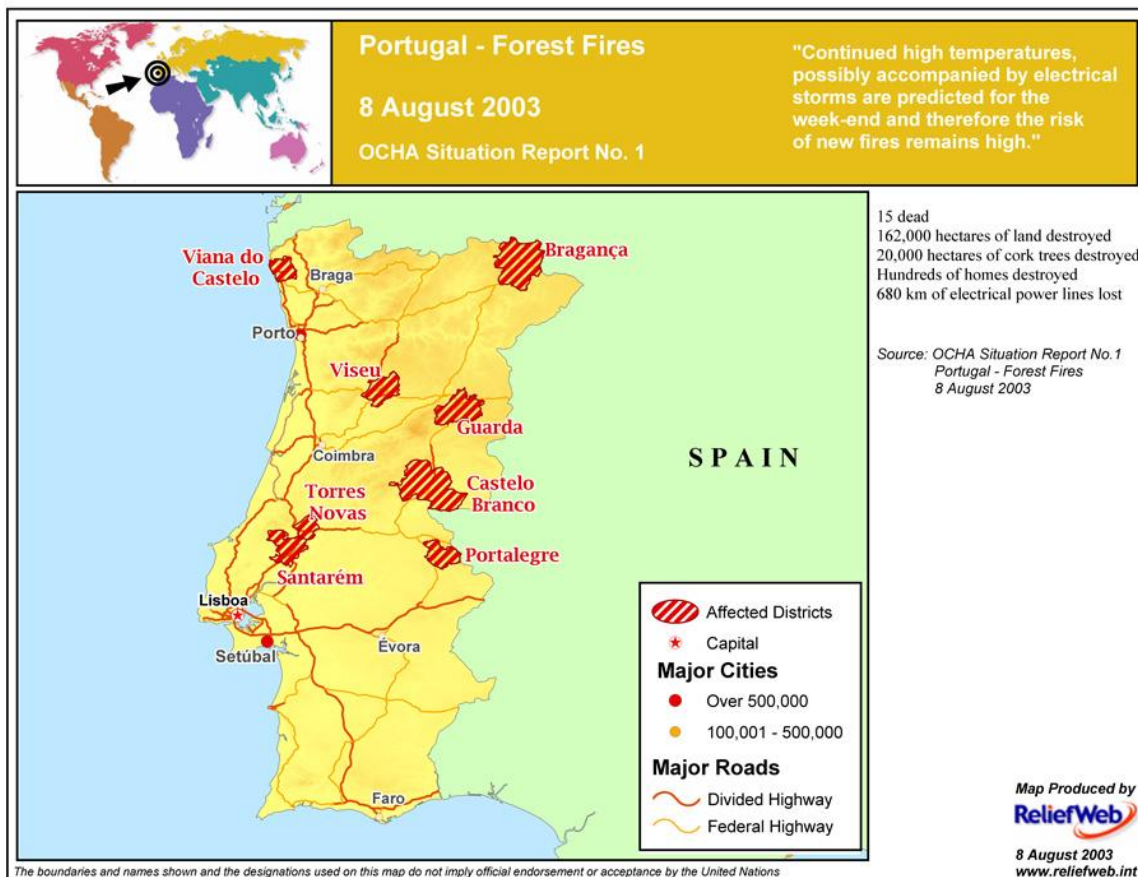 Portugal - Forest Fires
8 August 2003
OCHA Situation Report No. 1
"Continued high temperatures,
possibly accompanied by electrical
storms are predicted for the
week-end and therefore the risk
of new fires remains high."
15 dead
162,000 hectares of land destroyed
20,000 hectares of cork trees destroyed
Hundreds of homes destroyed
680 km of electrical power lines lost
Source: OCHA Situation Report No.1
Portugal - Forest Fires
8 August 2003
Viana do
Castelo
Braga
Bragança
Porto
Viseu
Guarda
Coimbra
SPAIN
Castelo
Branco
Torres
Novas
Portalegre
Santarém
Lisboa
Setúbal
Évora
Faro
Affected Districts
Capital
Major Cities
Over 500,000
100,001 - 500,000
Major Roads
Divided Highway
Federal Highway
Map Produced by
ReliefWeb
8 August 2003
www.reliefweb.int
The boundaries and names shown and the designations used on this map do not imply official endorsement or acceptance by the United Nations